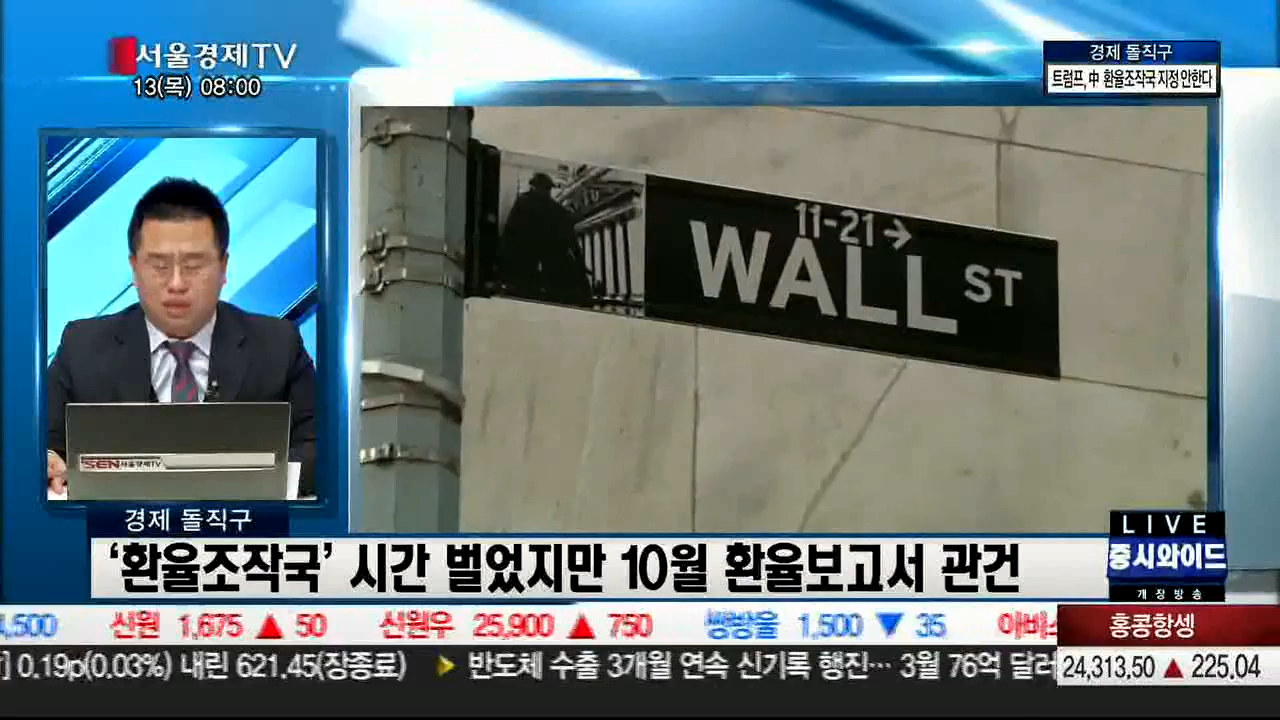 서울경제TV
13(목) 08:00
경제 돌직구
트럼프, 中 환율조작국 지정 안한다
11-21→
WALL ST
SEN 서울경제TV
경제 돌직구
‘환율조작국’ 시간 벌었지만 10월 환율보고서 관건
LIVE
증시와이드
개장방송
4,500 신원 1,675 ▲ 50 신원우 25,900 ▲ 750 쌍방울 1,500 ▼ 35
홍콩항셍
] 0.19p(0.03%) 내린 621.45(장종료) ▶ 반도체 수출 3개월 연속 신기록 행진… 3월 76억 달러
24,313.50 ▲ 225.04